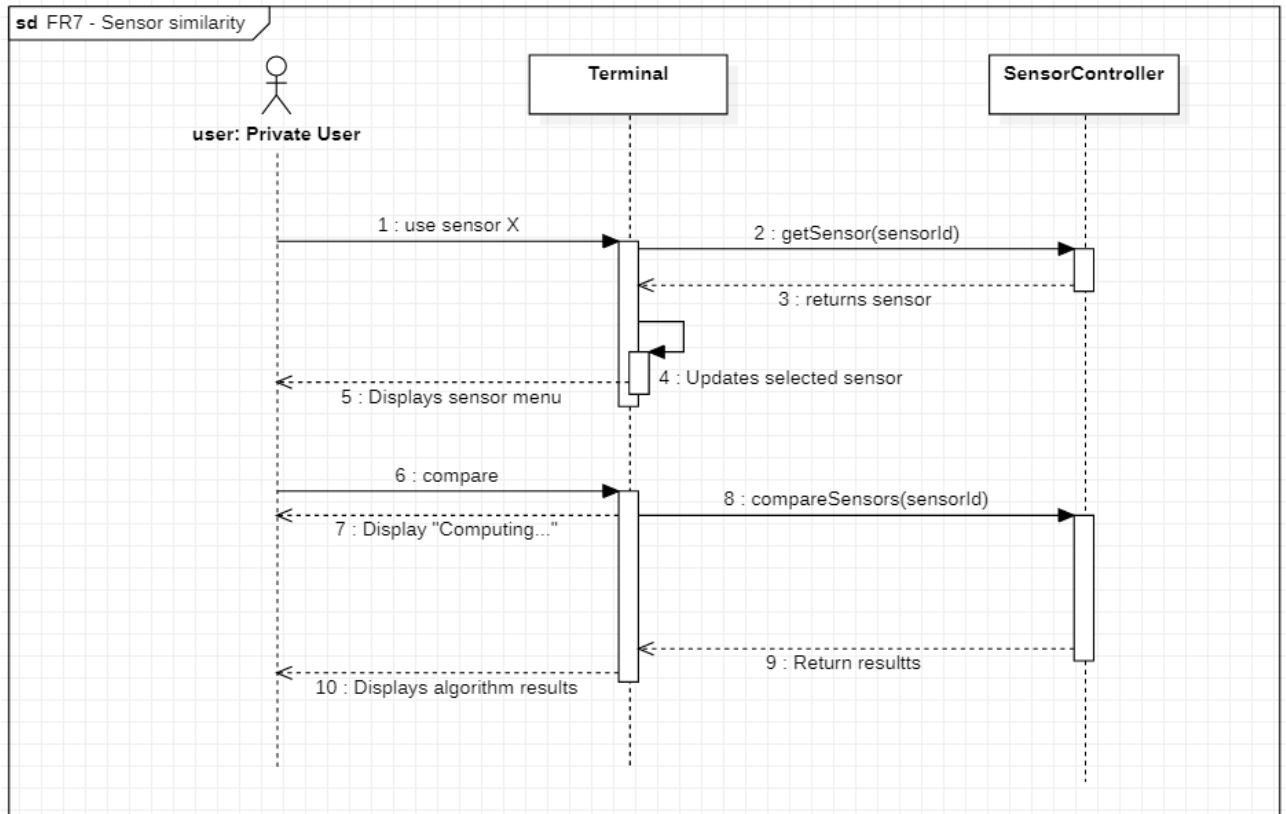 sd FR7 - Sensor similarity
Terminal
SensorController
user: Private User
1 : use sensor X
2 : getSensor(sensorId)
3 : returns sensor
4 : Updates selected sensor
5 : Displays sensor menu
6 : compare
7 : Display "Computing..."
8 : compareSensors(sensorId)
9 : Return resultts
10 : Displays algorithm results